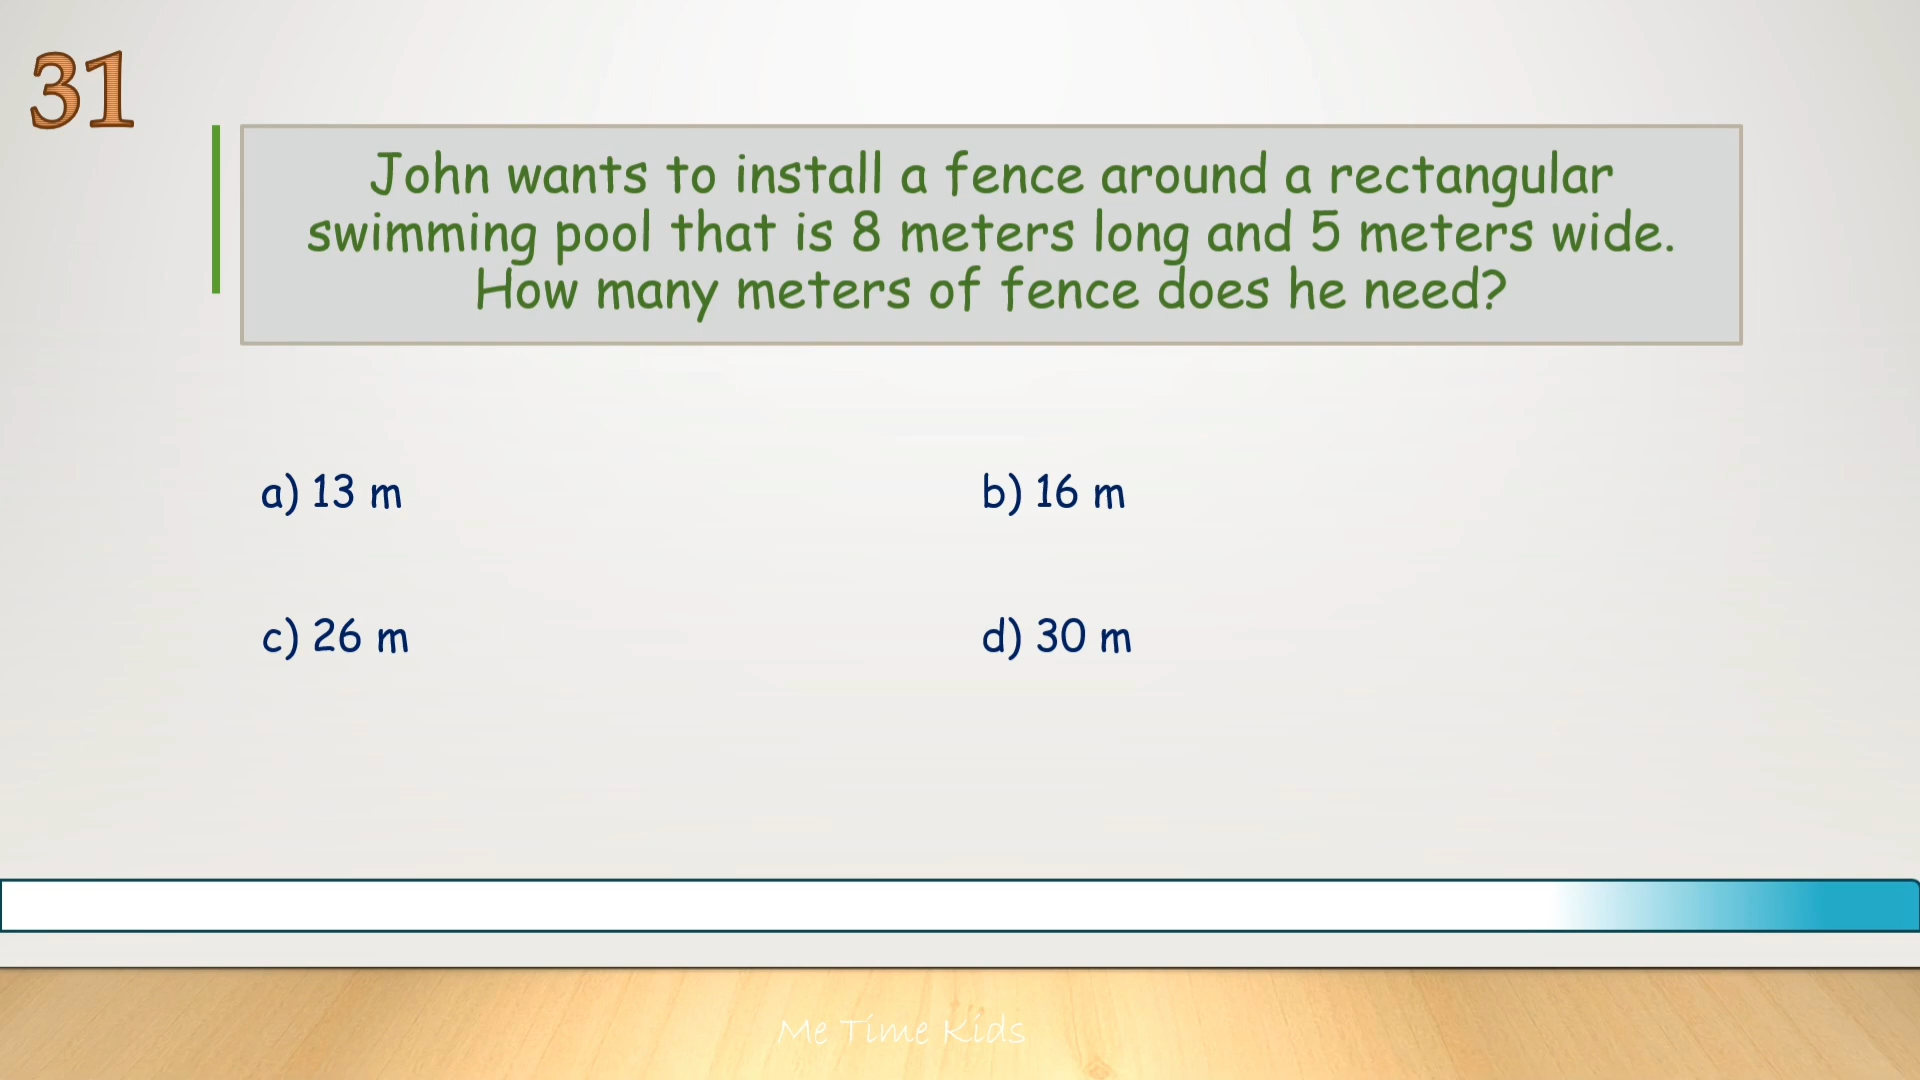 31
John wants to install a fence around a rectangular
swimming pool that is 8 meters long and 5 meters wide.
How many meters of fence does he need?
a) 13 m
b) 16 m
c) 26 m
d) 30 m
Me Time Kids